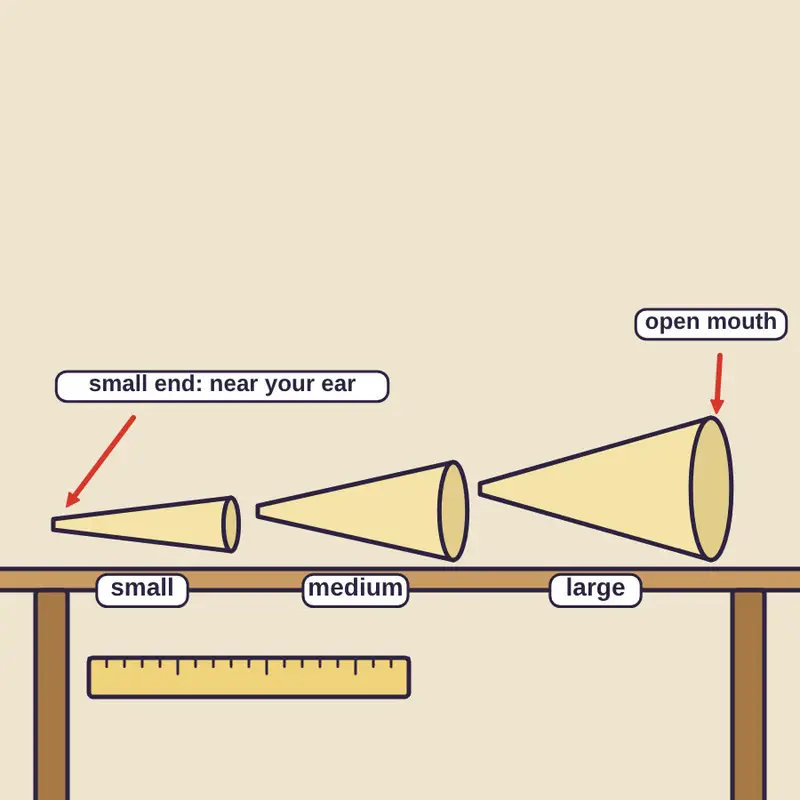 open mouth
small end: near your ear
small
medium
large